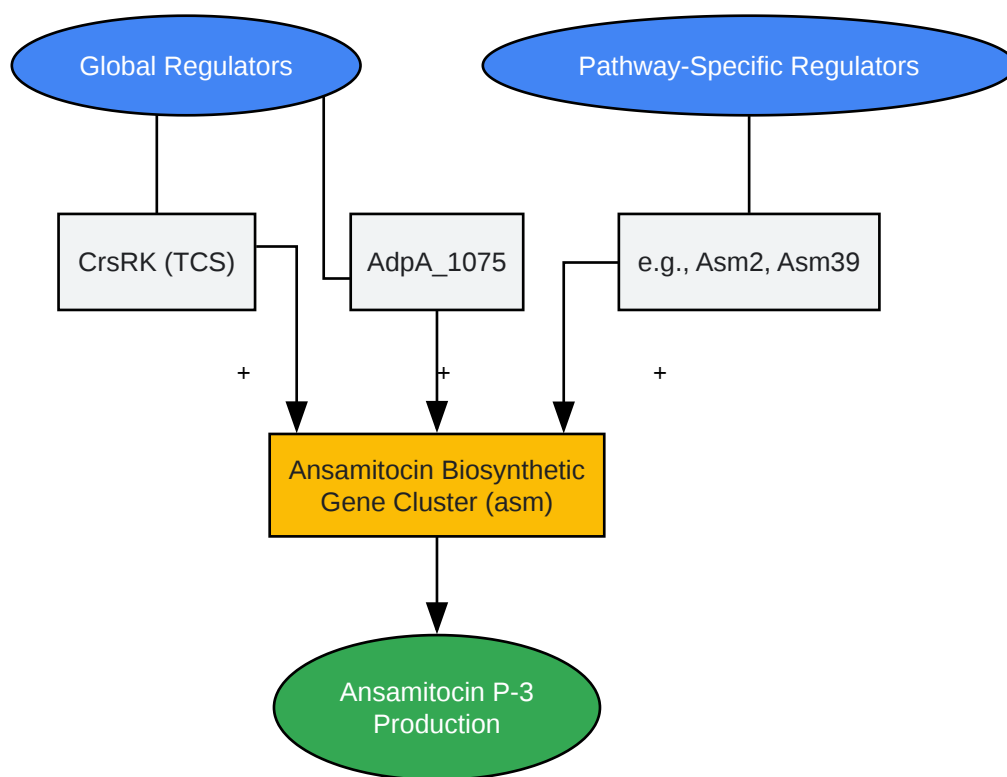 Global Regulators
Pathway-Specific Regulators
CrsRK (TCS)
AdpA_1075
e.g., Asm2, Asm39
+
+
+
Ansamitocin Biosynthetic
Gene Cluster (asm)
Ansamitocin P-3
Production